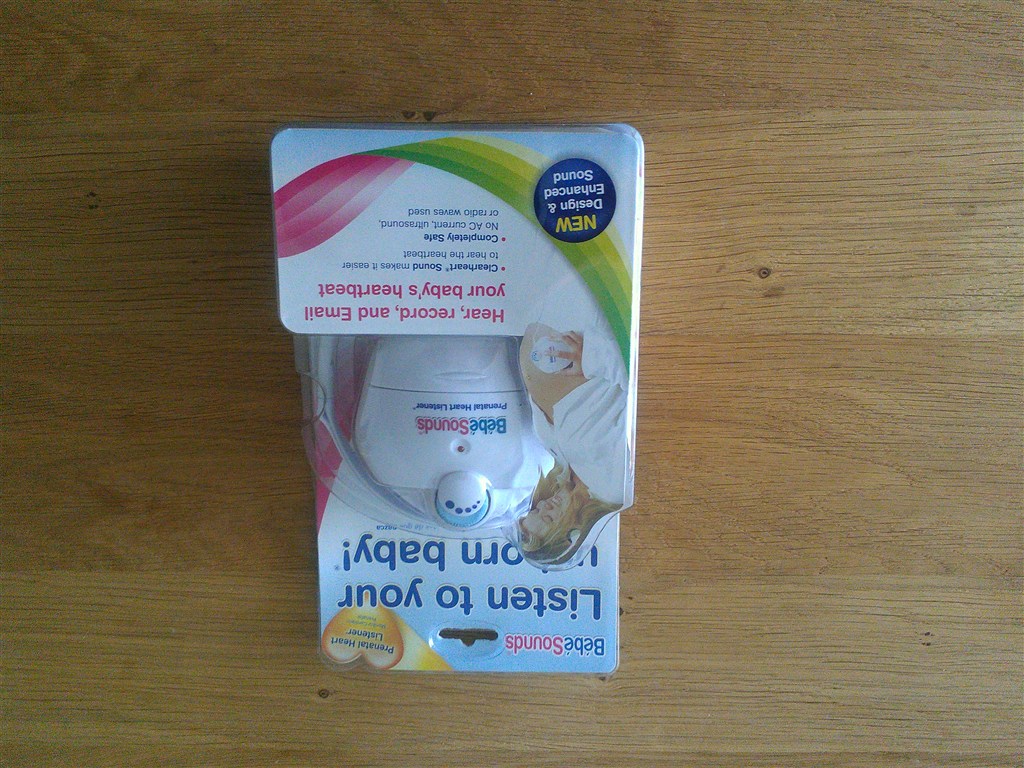 BébéSounds
Prenatal Heart
Listener
Listen to your
unborn baby!
BébéSounds
Prenatal Heart Listener
Hear, record, and Email
your baby's heartbeat
• Clearheart® Sound makes it easier
to hear the heartbeat
• Completely Safe
No AC current, ultrasound,
or radio waves used
NEW
Design &
Enhanced
Sound